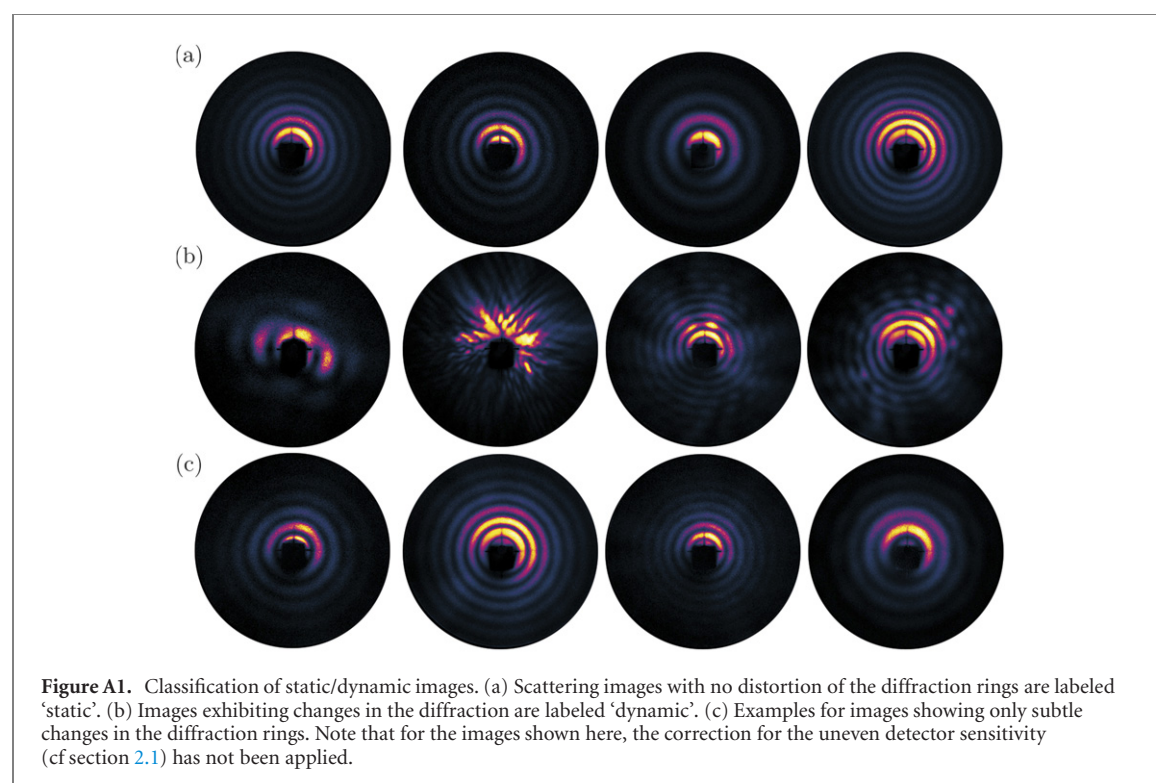 (a)
(b)
(c)
Figure A1. Classification of static/dynamic images. (a) Scattering images with no distortion of the diffraction rings are labeled
‘static’. (b) Images exhibiting changes in the diffraction are labeled ‘dynamic’. (c) Examples for images showing only subtle
changes in the diffraction rings. Note that for the images shown here, the correction for the uneven detector sensitivity
(cf section 2.1) has not been applied.